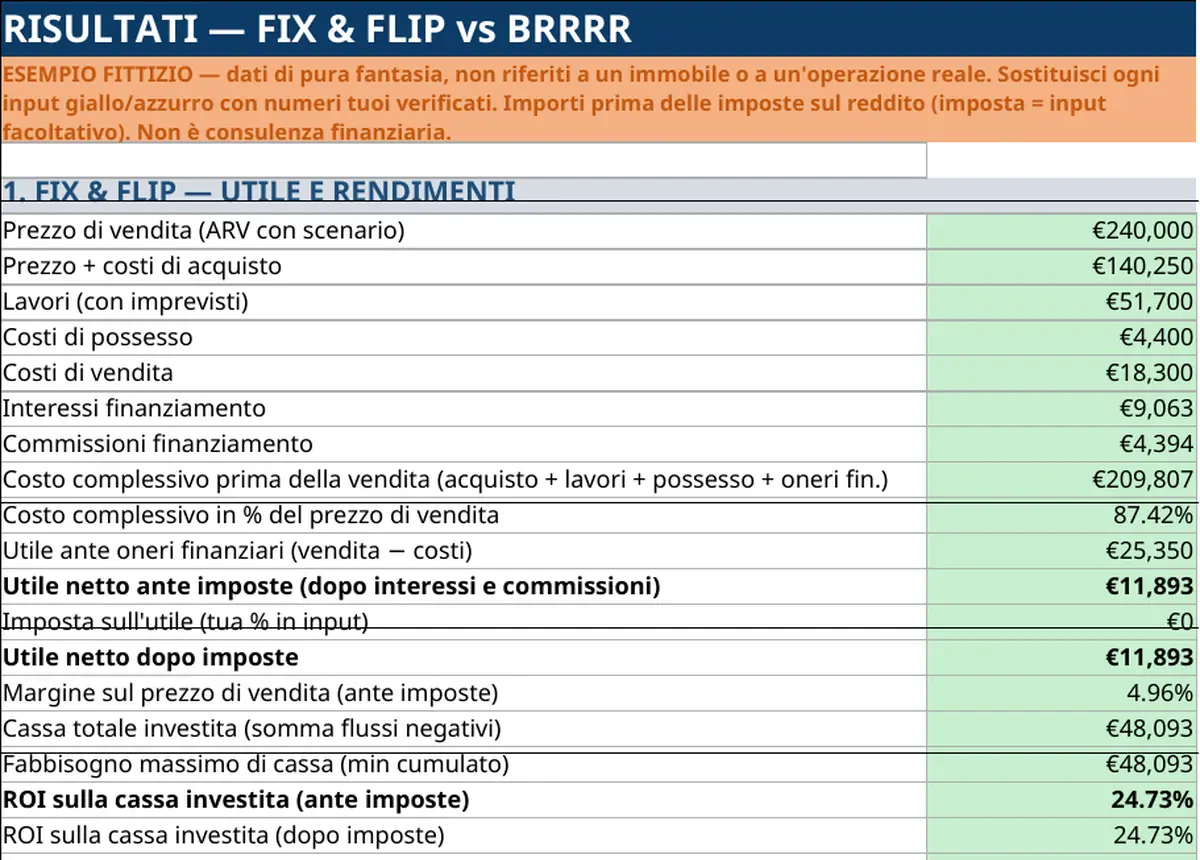 RISULTATI — FIX & FLIP vs BRRRR
ESEMPIO FITTIZIO — dati di pura fantasia, non riferiti a un immobile o a un'operazione reale. Sostituisci ogni
input giallo/azzurro con numeri tuoi verificati. Importi prima delle imposte sul reddito (imposta = input
facoltativo). Non è consulenza finanziaria.
1. FIX & FLIP — UTILE E RENDIMENTI
Prezzo di vendita (ARV con scenario) €240,000
Prezzo + costi di acquisto €140,250
Lavori (con imprevisti) €51,700
Costi di possesso €4,400
Costi di vendita €18,300
Interessi finanziamento €9,063
Commissioni finanziamento €4,394
Costo complessivo prima della vendita (acquisto + lavori + possesso + oneri fin.) €209,807
Costo complessivo in % del prezzo di vendita 87.42%
Utile ante oneri finanziari (vendita − costi) €25,350
Utile netto ante imposte (dopo interessi e commissioni) €11,893
Imposta sull'utile (tua % in input) €0
Utile netto dopo imposte €11,893
Margine sul prezzo di vendita (ante imposte) 4.96%
Cassa totale investita (somma flussi negativi) €48,093
Fabbisogno massimo di cassa (min cumulato) €48,093
ROI sulla cassa investita (ante imposte) 24.73%
ROI sulla cassa investita (dopo imposte) 24.73%